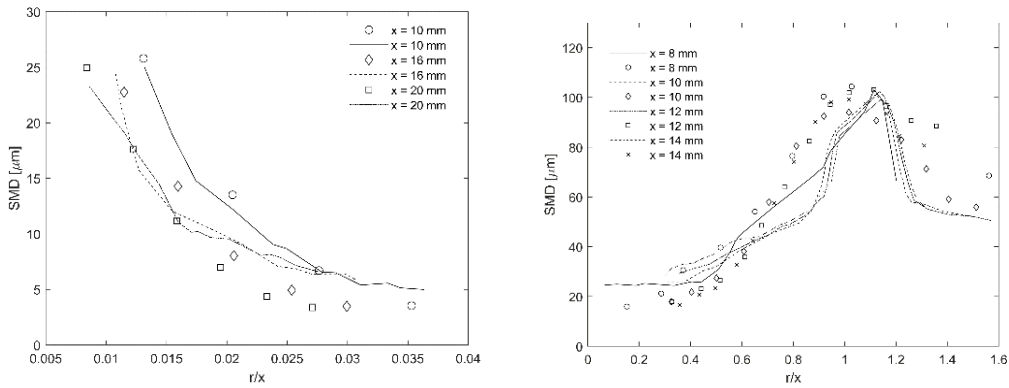 30
25
20
15
10
5
0
0.005 0.01 0.015 0.02 0.025 0.03 0.035 0.04
SMD [μm]
r/x
x = 10 mm
x = 10 mm
x = 16 mm
x = 16 mm
x = 20 mm
x = 20 mm
120
100
80
60
40
20
0
0 0.2 0.4 0.6 0.8 1 1.2 1.4 1.6
SMD [μm]
r/x
x = 8 mm
x = 8 mm
x = 10 mm
x = 10 mm
x = 12 mm
x = 12 mm
x = 14 mm
x = 14 mm